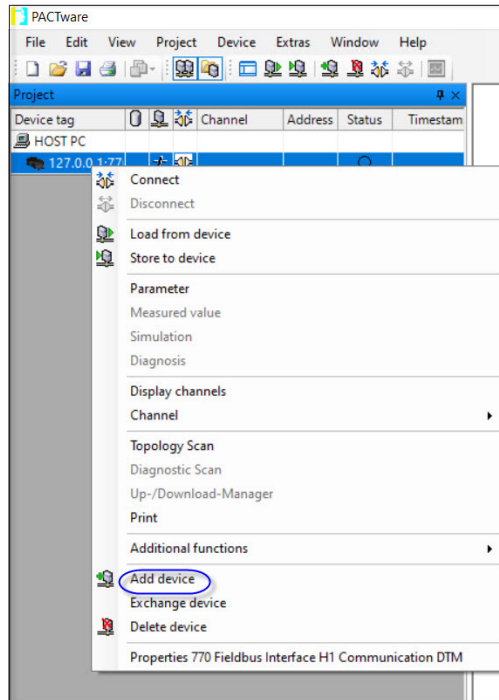 PACTware
File Edit View Project Device Extras Window Help
Project
Device tag Channel Address Status Timestam
HOST PC
127.0.0.1:77
Connect
Disconnect
Load from device
Store to device
Parameter
Measured value
Simulation
Diagnosis
Display channels
Channel
Topology Scan
Diagnostic Scan
Up-/Download-Manager
Print
Additional functions
Add device
Exchange device
Delete device
Properties 770 Fieldbus Interface H1 Communication DTM